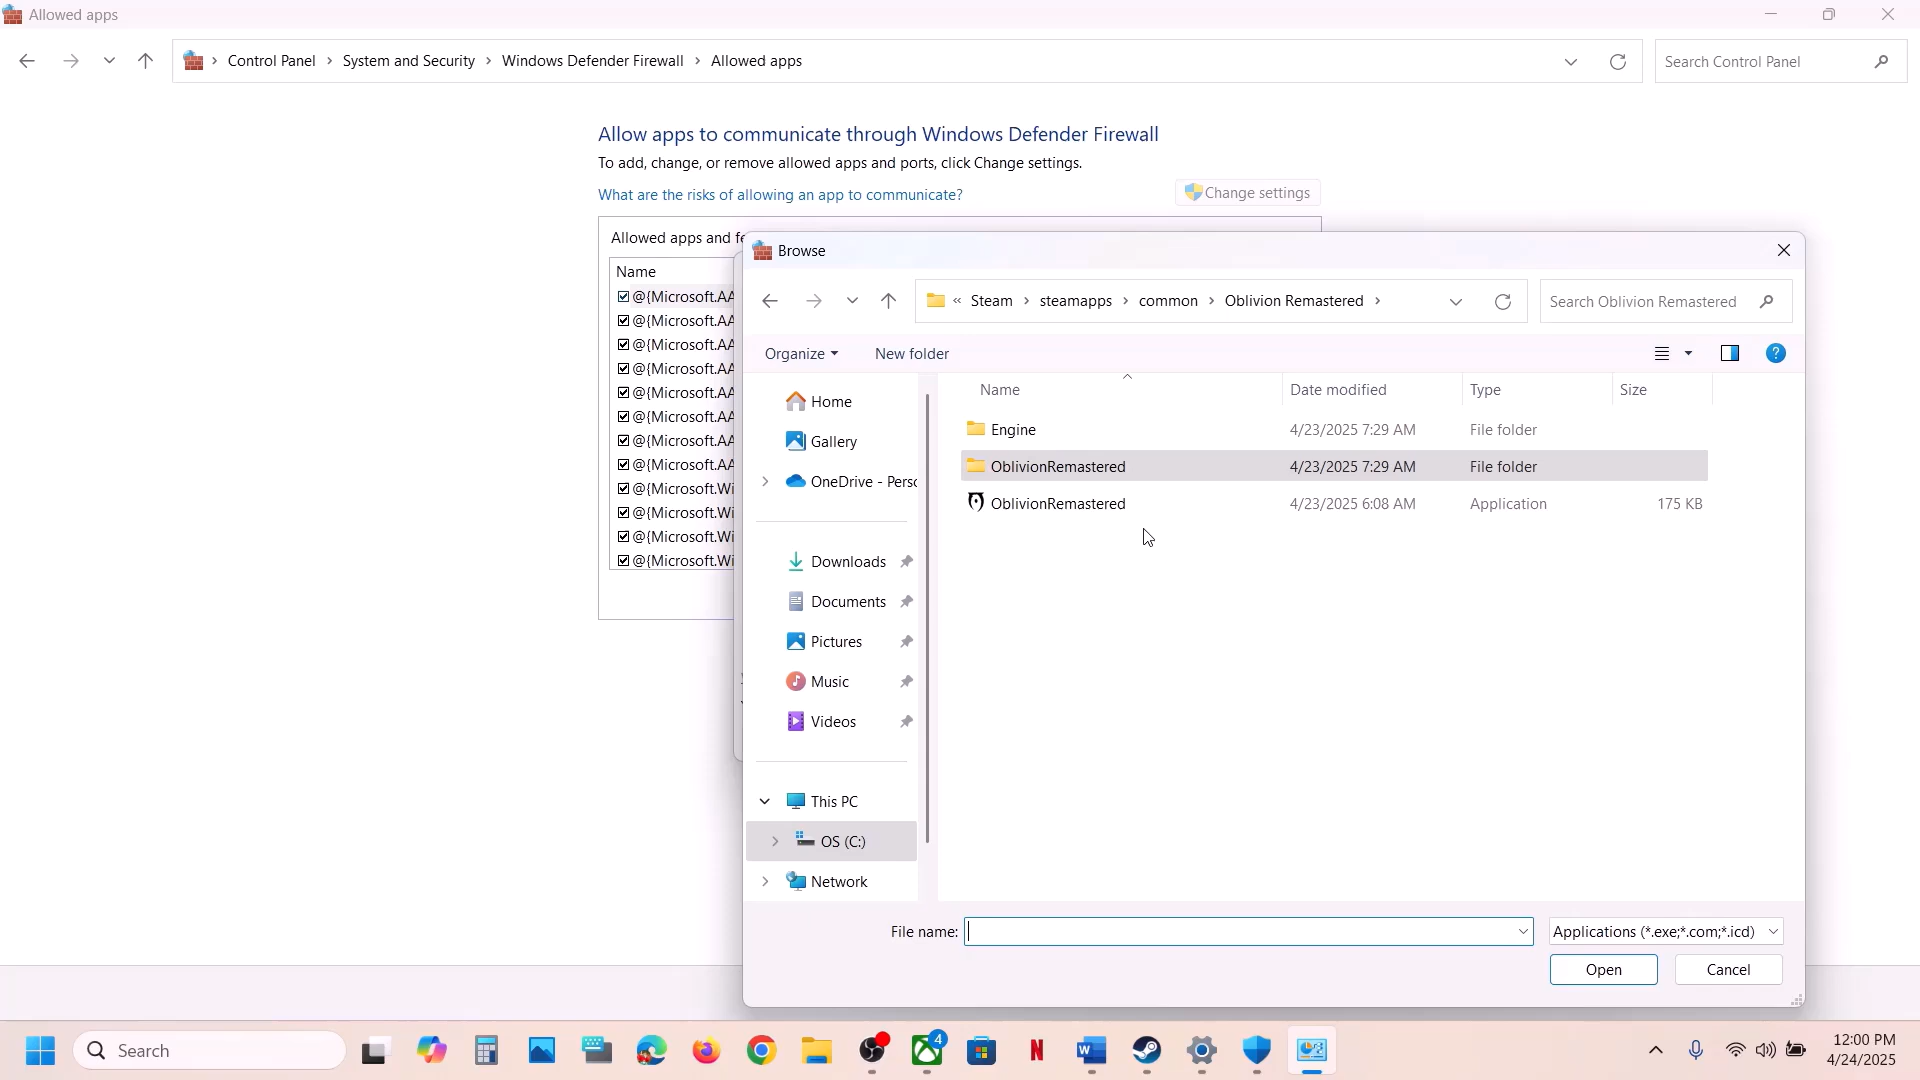 Allowed apps
Control Panel › System and Security › Windows Defender Firewall › Allowed apps
Search Control Panel
Allow apps to communicate through Windows Defender Firewall
To add, change, or remove allowed apps and ports, click Change settings.
What are the risks of allowing an app to communicate?
Change settings
Allowed apps and fe
Name
@{Microsoft.AA
@{Microsoft.AA
@{Microsoft.AA
@{Microsoft.AA
@{Microsoft.AA
@{Microsoft.AA
@{Microsoft.AA
@{Microsoft.AA
@{Microsoft.Wi
@{Microsoft.Wi
@{Microsoft.Wi
@{Microsoft.Wi
Browse
« Steam › steamapps › common › Oblivion Remastered ›
Search Oblivion Remastered
Organize
New folder
Home
Gallery
OneDrive - Perso
Downloads
Documents
Pictures
Music
Videos
This PC
OS (C:)
Network
Name Date modified Type Size
Engine 4/23/2025 7:29 AM File folder
OblivionRemastered 4/23/2025 7:29 AM File folder
OblivionRemastered 4/23/2025 6:08 AM Application 175 KB
File name:
Applications (*.exe;*.com;*.icd)
Open
Cancel
Search
4
12:00 PM
4/24/2025